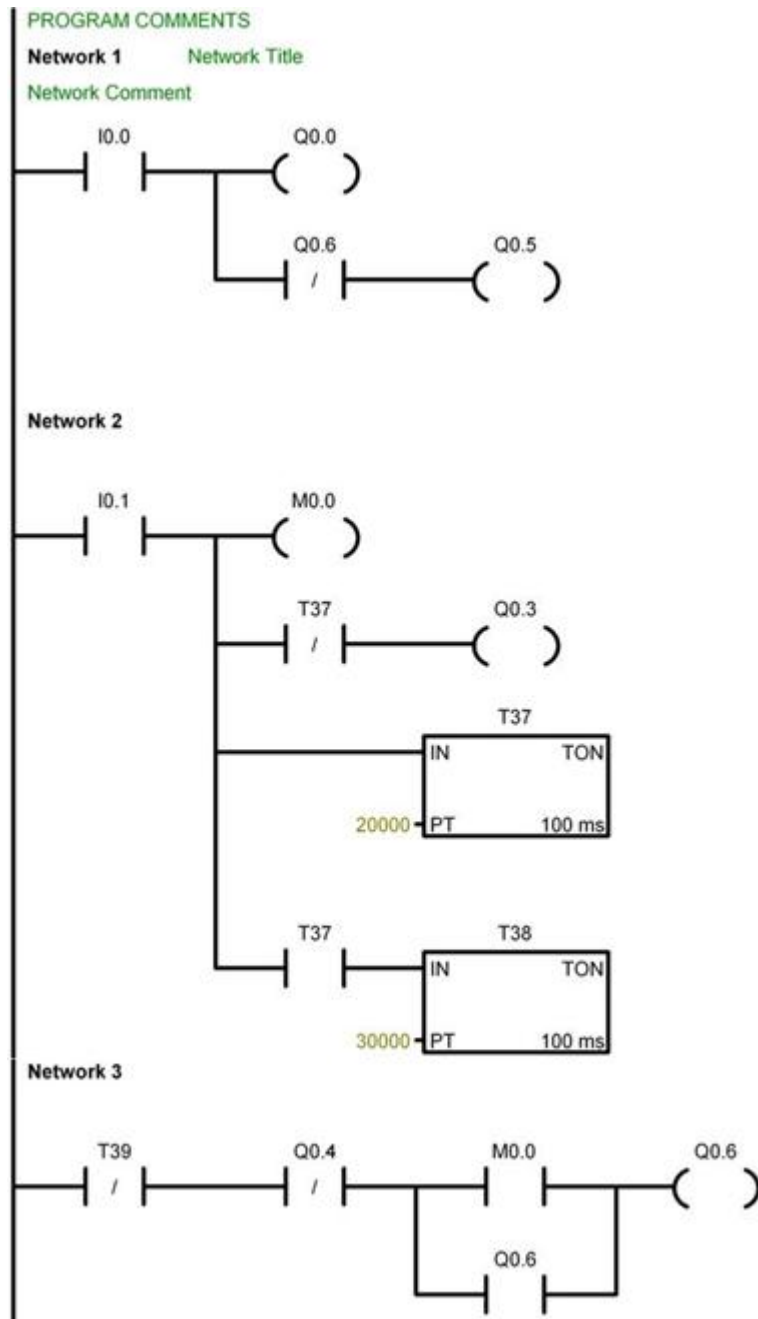 PROGRAM COMMENTS
Network 1 Network Title
Network Comment
I0.0 Q0.0
Q0.6 Q0.5
/
Network 2
I0.1 M0.0
T37 Q0.3
/
T37
IN TON
20000 PT 100 ms
T37 T38
IN TON
30000 PT 100 ms
Network 3
T39 Q0.4 M0.0 Q0.6
/ /
Q0.6